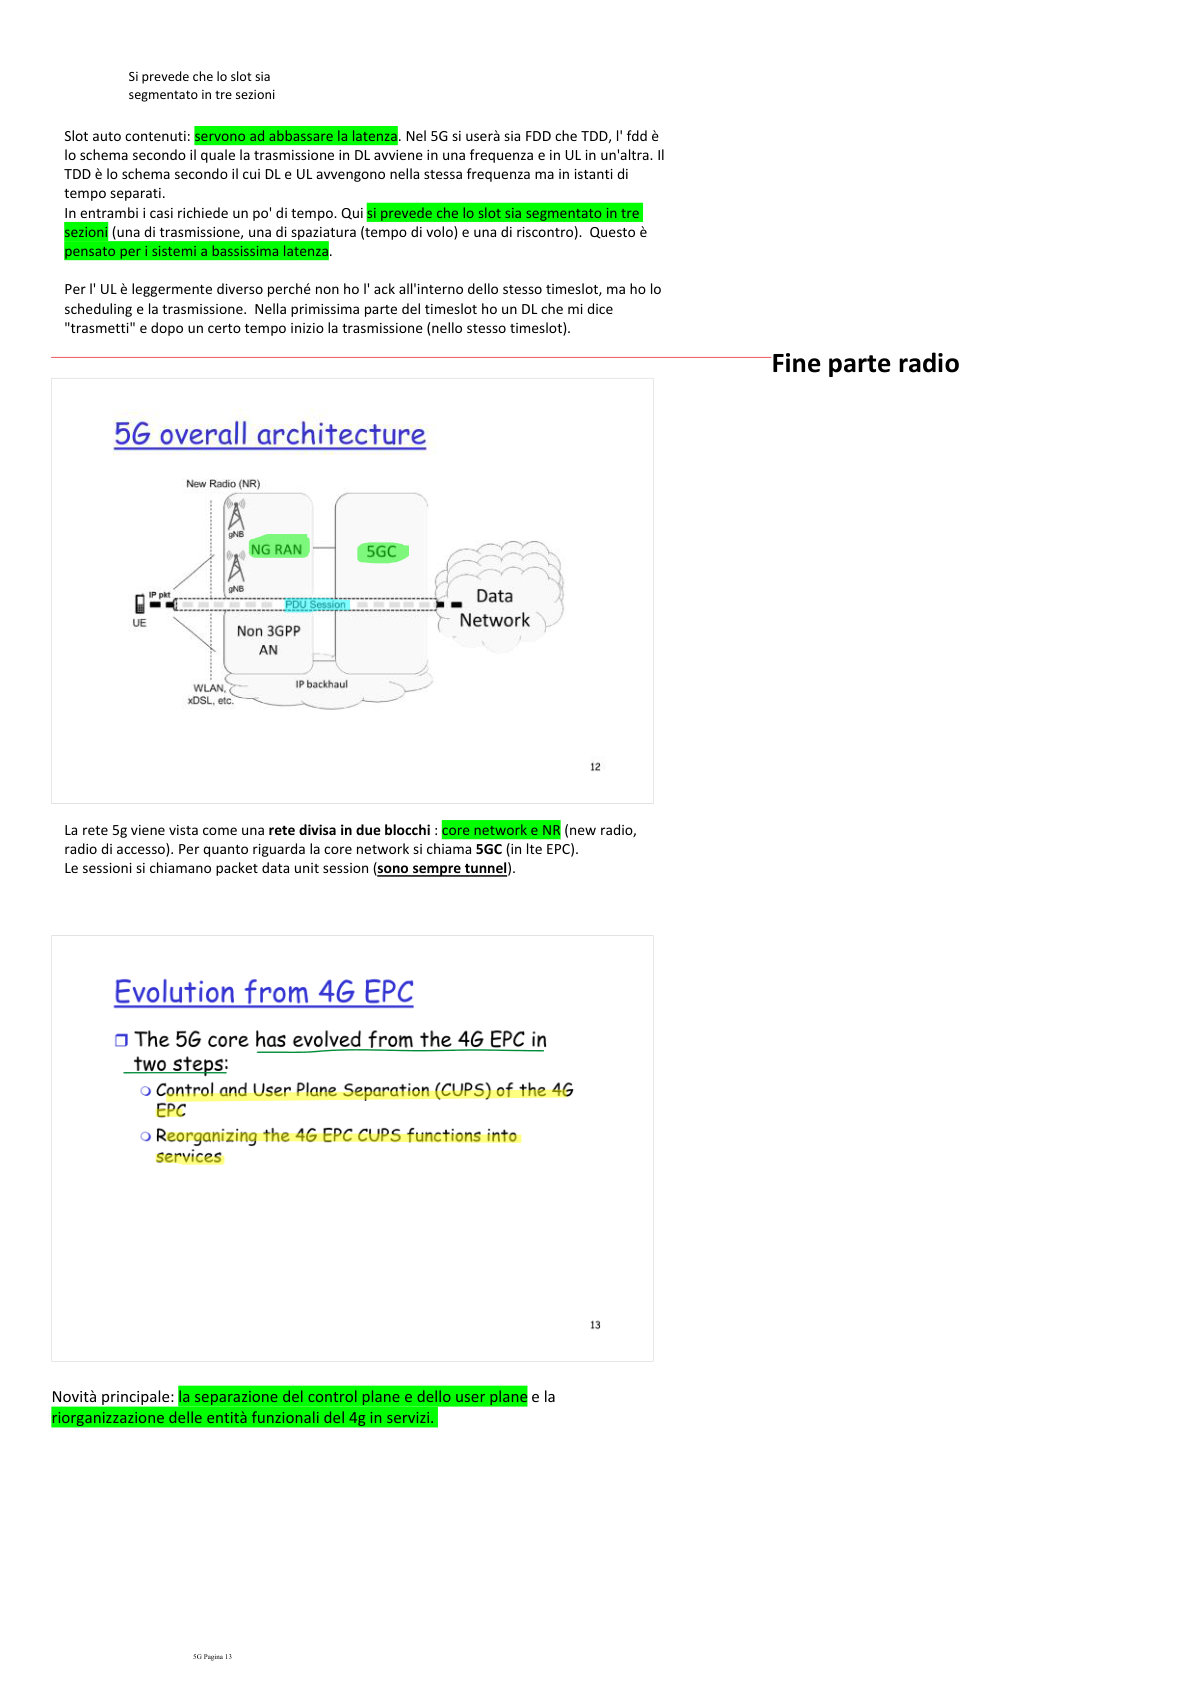 Si prevede che lo slot sia
segmentato in tre sezioni
Slot auto contenuti: servono ad abbassare la latenza. Nel 5G si userà sia FDD che TDD, l' fdd è
lo schema secondo il quale la trasmissione in DL avviene in una frequenza e in UL in un'altra. Il
TDD è lo schema secondo il cui DL e UL avvengono nella stessa frequenza ma in istanti di
tempo separati.
In entrambi i casi richiede un po' di tempo. Qui si prevede che lo slot sia segmentato in tre
sezioni (una di trasmissione, una di spaziatura (tempo di volo) e una di riscontro).  Questo è
pensato per i sistemi a bassissima latenza.
Per l' UL è leggermente diverso perché non ho l' ack all'interno dello stesso timeslot, ma ho lo
scheduling e la trasmissione.  Nella primissima parte del timeslot ho un DL che mi dice
"trasmetti" e dopo un certo tempo inizio la trasmissione (nello stesso timeslot).
Fine parte radio
5G overall architecture
New Radio (NR)
gNB
NG RAN
5GC
gNB
IP pkt
PDU Session
UE
Data
Network
Non 3GPP
AN
WLAN,
xDSL, etc.
IP backhaul
12
La rete 5g viene vista come una rete divisa in due blocchi : core network e NR (new radio,
radio di accesso). Per quanto riguarda la core network si chiama 5GC (in lte EPC).
Le sessioni si chiamano packet data unit session (sono sempre tunnel).
Evolution from 4G EPC
The 5G core has evolved from the 4G EPC in
two steps:
Control and User Plane Separation (CUPS) of the 4G
EPC
Reorganizing the 4G EPC CUPS functions into
services
13
Novità principale: la separazione del control plane e dello user plane e la
riorganizzazione delle entità funzionali del 4g in servizi.
5G Pagina 13